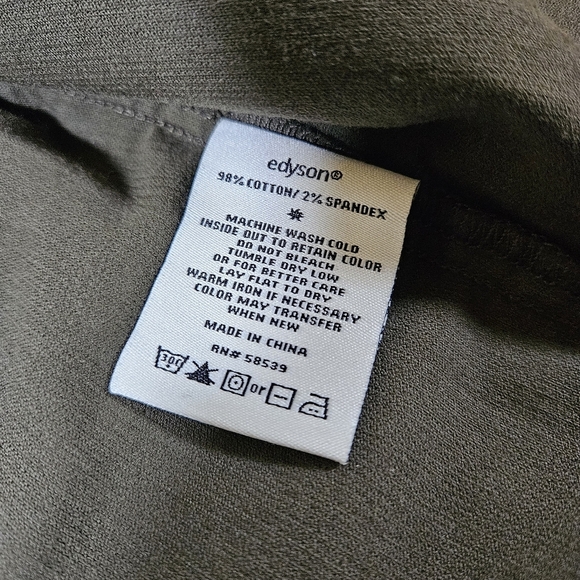 edyson®
98% COTTON/ 2% SPANDEX
MACHINE WASH COLD
INSIDE OUT TO RETAIN COLOR
DO NOT BLEACH
TUMBLE DRY LOW
OR FOR BETTER CARE
LAY FLAT TO DRY
WARM IRON IF NECESSARY
COLOR MAY TRANSFER
WHEN NEW
MADE IN CHINA
RN# 58539
30C or